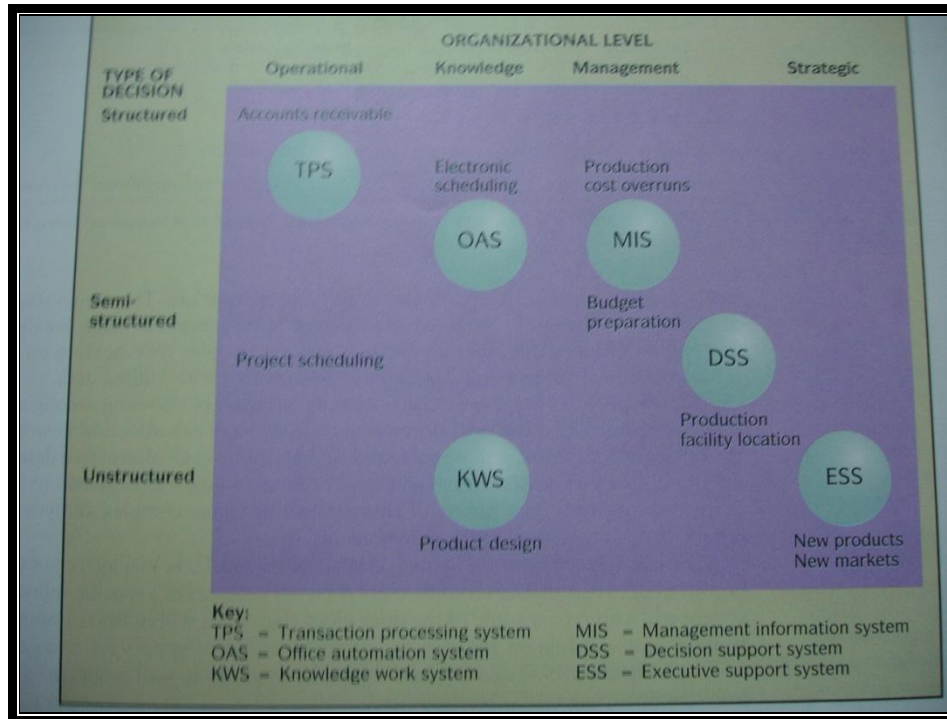 ORGANIZATIONAL LEVEL
TYPE OF
DECISION
Operational Knowledge Management Strategic
Structured
Accounts receivable
TPS
Electronic
scheduling
OAS
Production
cost overruns
MIS
Semi-
structured
Budget
preparation
Project scheduling
DSS
Production
facility location
Unstructured
KWS
Product design
ESS
New products
New markets
Key:
TPS = Transaction processing system
OAS = Office automation system
KWS = Knowledge work system
MIS = Management information system
DSS = Decision support system
ESS = Executive support system